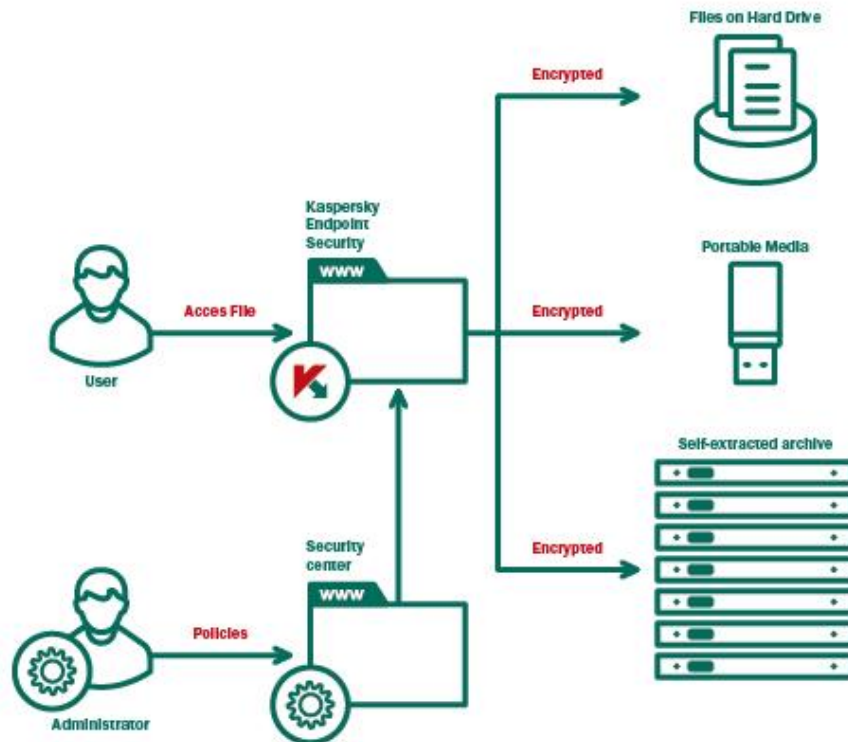 Files on Hard Drive
Encrypted
Kaspersky
Endpoint
Security
www
Portable Media
Acces File
Encrypted
User
Self-extracted archive
Security
center
Encrypted
www
Policies
Administrator